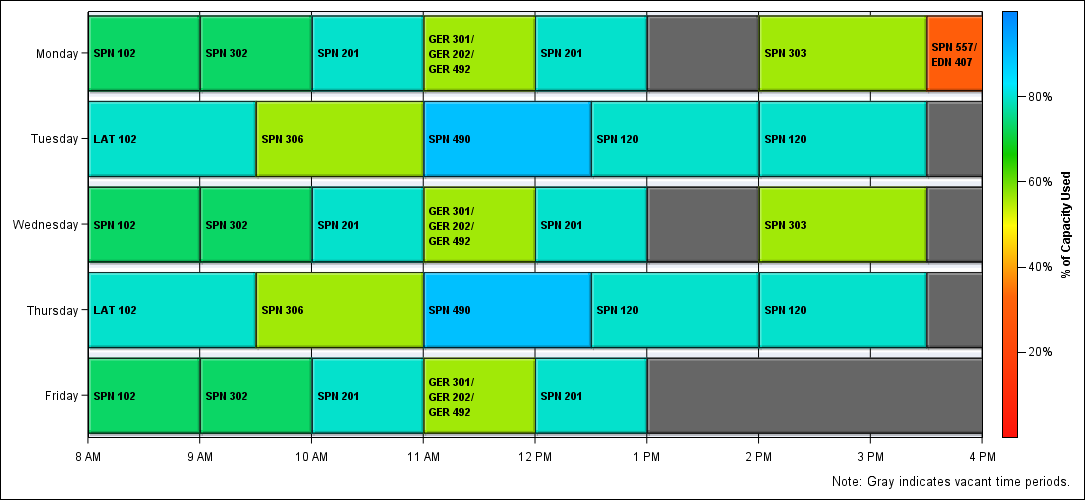 Monday
SPN 102
SPN 302
SPN 201
GER 301/
GER 202/
GER 492
SPN 201
SPN 303
SPN 557/
EDN 407
Tuesday
LAT 102
SPN 306
SPN 490
SPN 120
SPN 120
Wednesday
SPN 102
SPN 302
SPN 201
GER 301/
GER 202/
GER 492
SPN 201
SPN 303
Thursday
LAT 102
SPN 306
SPN 490
SPN 120
SPN 120
Friday
SPN 102
SPN 302
SPN 201
GER 301/
GER 202/
GER 492
SPN 201
8 AM
9 AM
10 AM
11 AM
12 PM
1 PM
2 PM
3 PM
4 PM
80%
60%
40%
20%
% of Capacity Used
Note: Gray indicates vacant time periods.